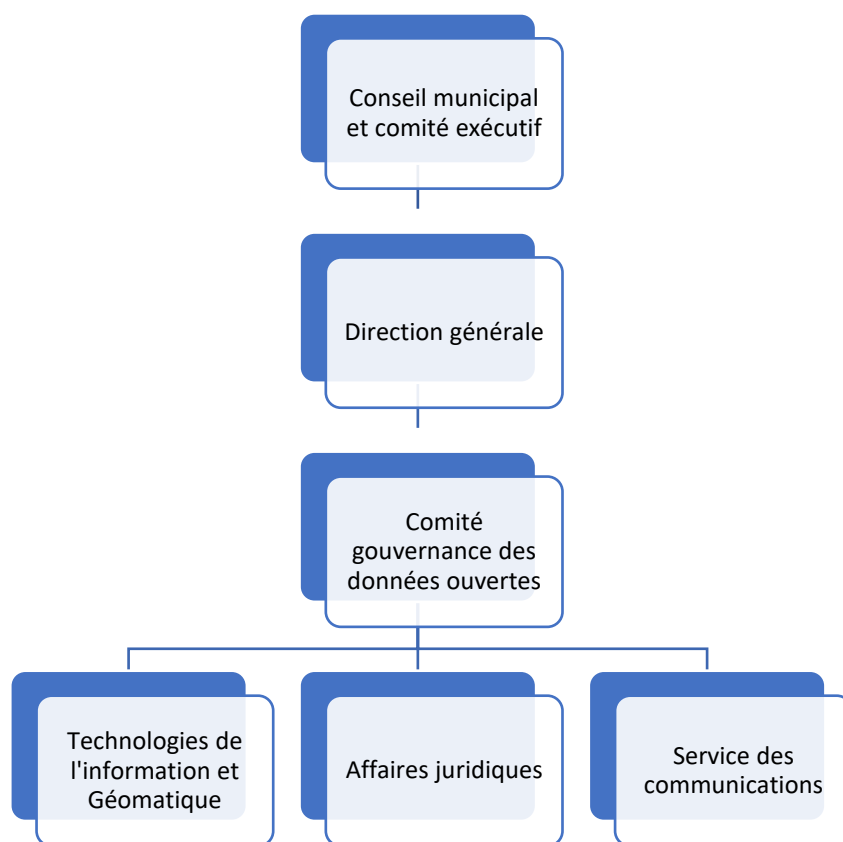 Conseil municipal
et comité exécutif
Direction générale
Comité
gouvernance des
données ouvertes
Technologies de
l'information et
Géomatique
Affaires juridiques
Service des
communications